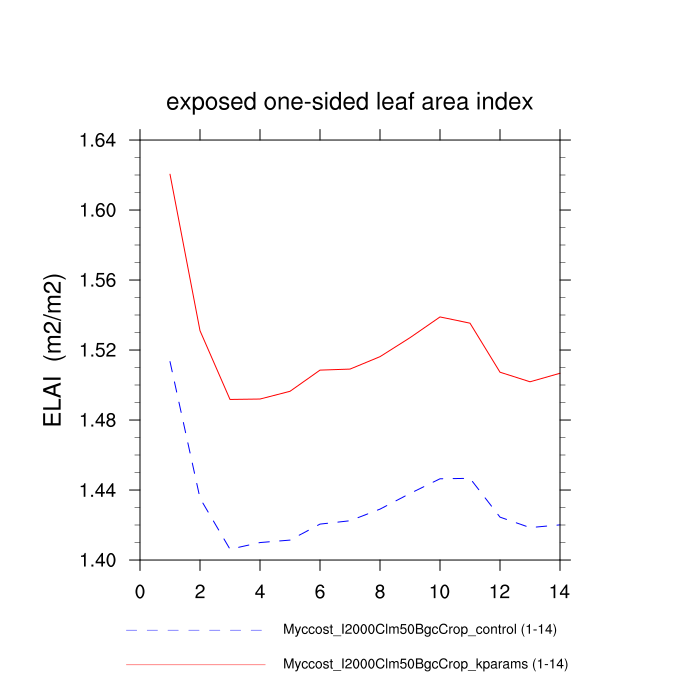 exposed one-sided leaf area index
1.64
1.60
1.56
1.52
1.48
1.44
1.40
ELAI (m2/m2)
0 2 4 6 8 10 12 14
Myccost_I2000Clm50BgcCrop_control (1-14)
Myccost_I2000Clm50BgcCrop_kparams (1-14)